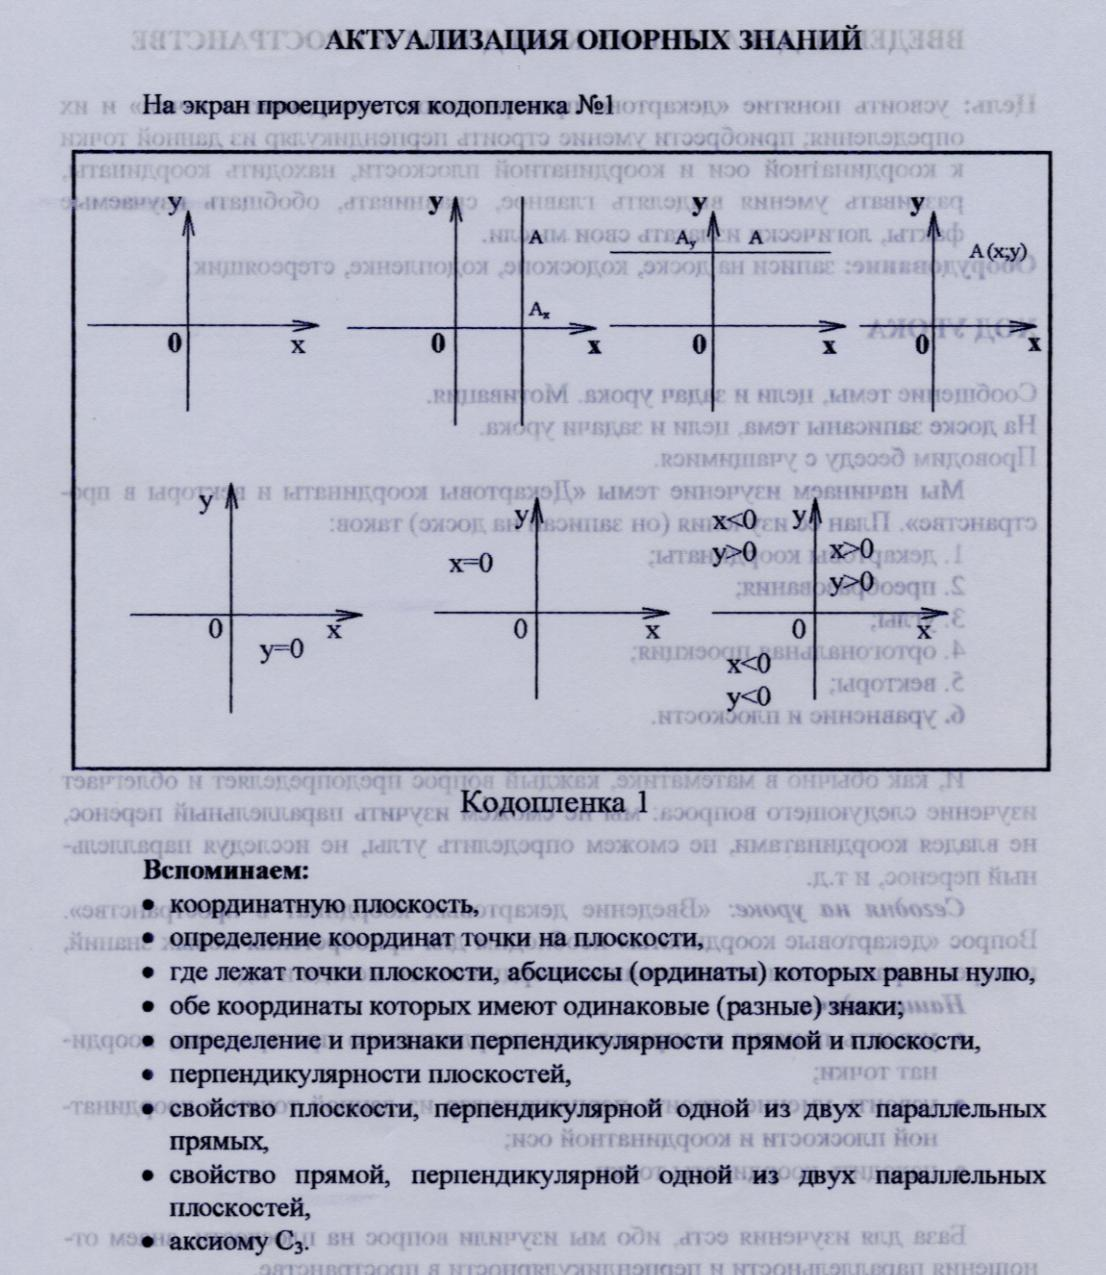 АКТУАЛИЗАЦИЯ ОПОРНЫХ ЗНАНИЙ
На экран проецируется кодопленка №1
y
0
x
y
A
Aₓ
0
x
y
Aᵧ A
0
x
y
A (x;y)
0
x
y
0
x
y=0
y
x=0
0
x
x<0
y>0
y
x>0
y>0
0
x
x<0
y<0
Кодопленка 1
Вспоминаем:
• координатную плоскость,
• определение координат точки на плоскости,
• где лежат точки плоскости, абсциссы (ординаты) которых равны нулю,
• обе координаты которых имеют одинаковые (разные) знаки;
• определение и признаки перпендикулярности прямой и плоскости,
• перпендикулярности плоскостей,
• свойство плоскости, перпендикулярной одной из двух параллельных
прямых,
• свойство прямой, перпендикулярной одной из двух параллельных
плоскостей,
• аксиому С₃.